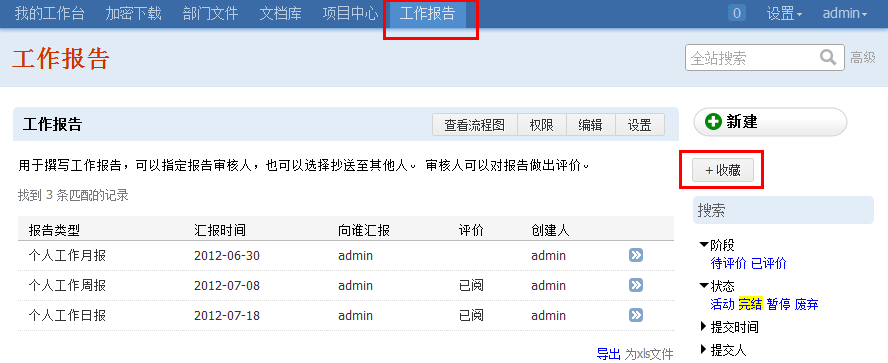 我的工作台 加密下载 部门文件 文档库 项目中心 工作报告 0 设置 admin
工作报告 全站搜索 高级
工作报告 查看流程图 权限 编辑 设置
新建
用于撰写工作报告，可以指定报告审核人，也可以选择抄送至其他人。 审核人可以对报告做出评价。
+收藏
找到 3 条匹配的记录
搜索
报告类型 汇报时间 向谁汇报 评价 创建人
个人工作月报 2012-06-30 admin admin
个人工作周报 2012-07-08 admin 已阅 admin
个人工作日报 2012-07-18 admin 已阅 admin
导出 为xls文件
阶段
待评价 已评价
状态
活动 完结 暂停 废弃
提交时间
提交人